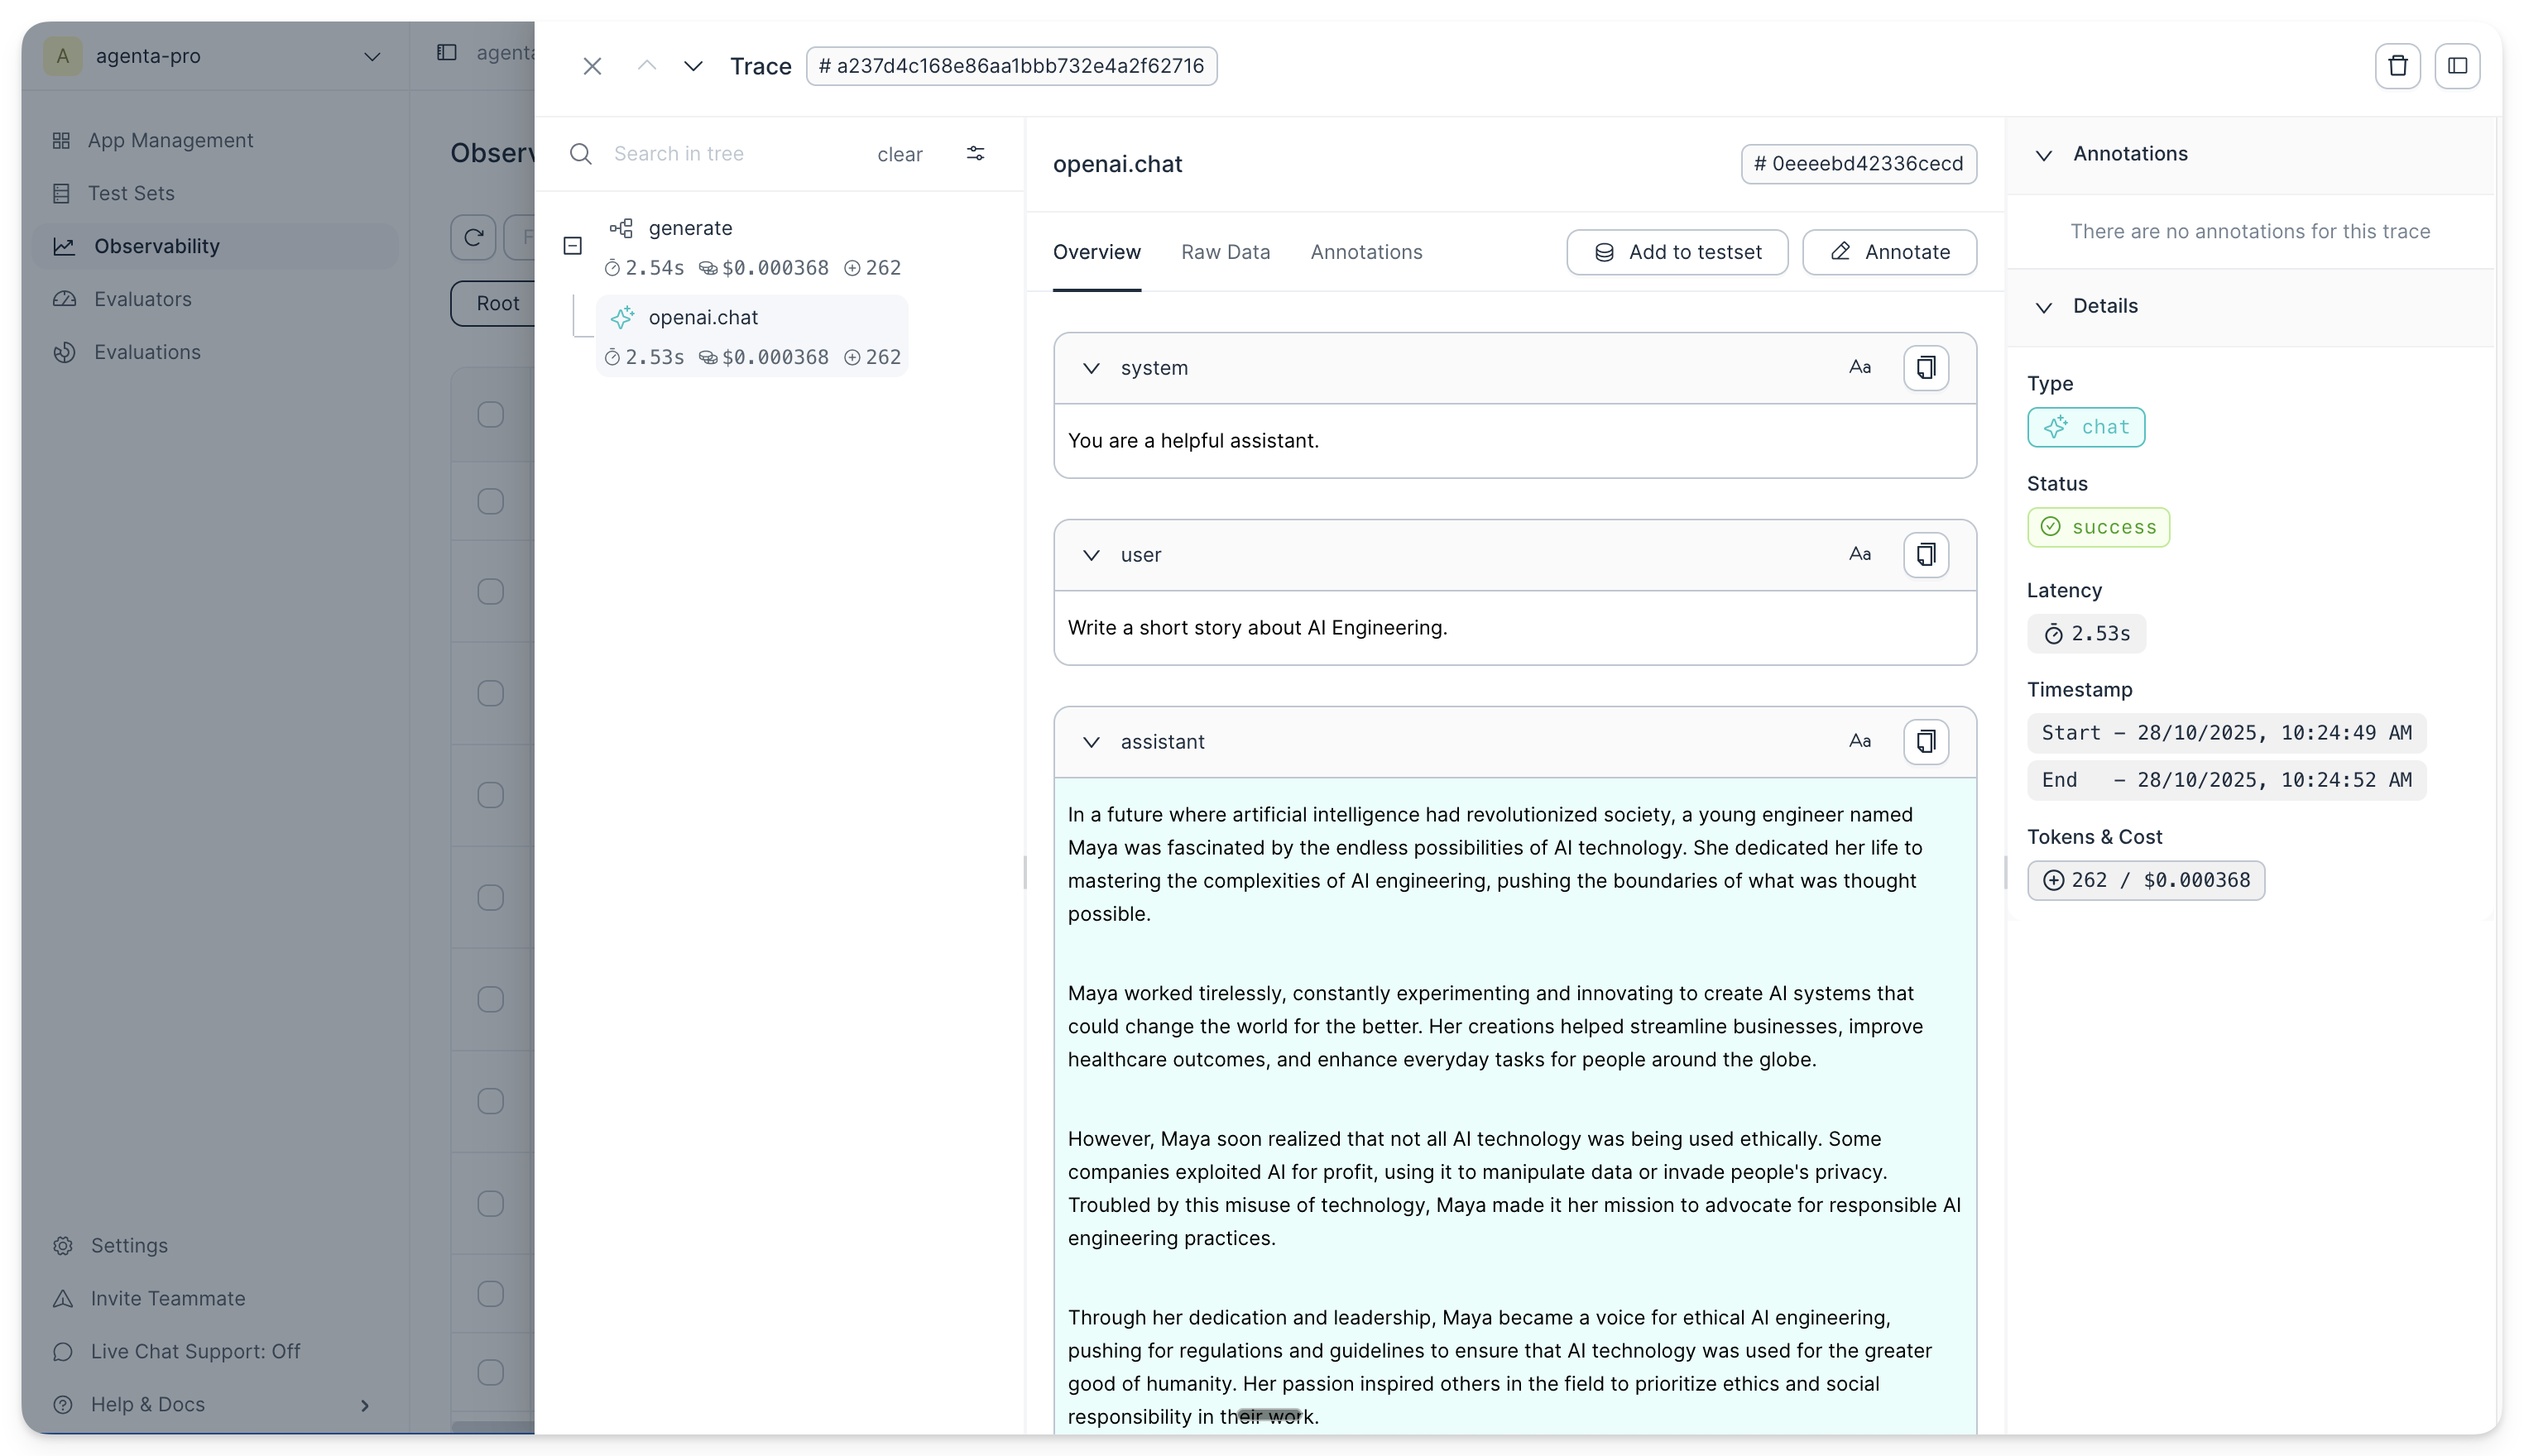 A agenta-pro
App Management
Test Sets
Observability
Evaluators
Evaluations
Settings
Invite Teammate
Live Chat Support: Off
Help & Docs
Root
Trace # a237d4c168e86aa1bbb732e4a2f62716
Search in tree clear
generate
2.54s $0.000368 262
openai.chat
2.53s $0.000368 262
openai.chat # 0eeeebd42336cecd
Overview Raw Data Annotations Add to testset Annotate
system Aa
You are a helpful assistant.
user Aa
Write a short story about AI Engineering.
assistant Aa
In a future where artificial intelligence had revolutionized society, a young engineer named
Maya was fascinated by the endless possibilities of AI technology. She dedicated her life to
mastering the complexities of AI engineering, pushing the boundaries of what was thought
possible.
Maya worked tirelessly, constantly experimenting and innovating to create AI systems that
could change the world for the better. Her creations helped streamline businesses, improve
healthcare outcomes, and enhance everyday tasks for people around the globe.
However, Maya soon realized that not all AI technology was being used ethically. Some
companies exploited AI for profit, using it to manipulate data or invade people's privacy.
Troubled by this misuse of technology, Maya made it her mission to advocate for responsible AI
engineering practices.
Through her dedication and leadership, Maya became a voice for ethical AI engineering,
pushing for regulations and guidelines to ensure that AI technology was used for the greater
good of humanity. Her passion inspired others in the field to prioritize ethics and social
responsibility in their work.
Annotations
There are no annotations for this trace
Details
Type
chat
Status
success
Latency
2.53s
Timestamp
Start – 28/10/2025, 10:24:49 AM
End – 28/10/2025, 10:24:52 AM
Tokens & Cost
262 / $0.000368